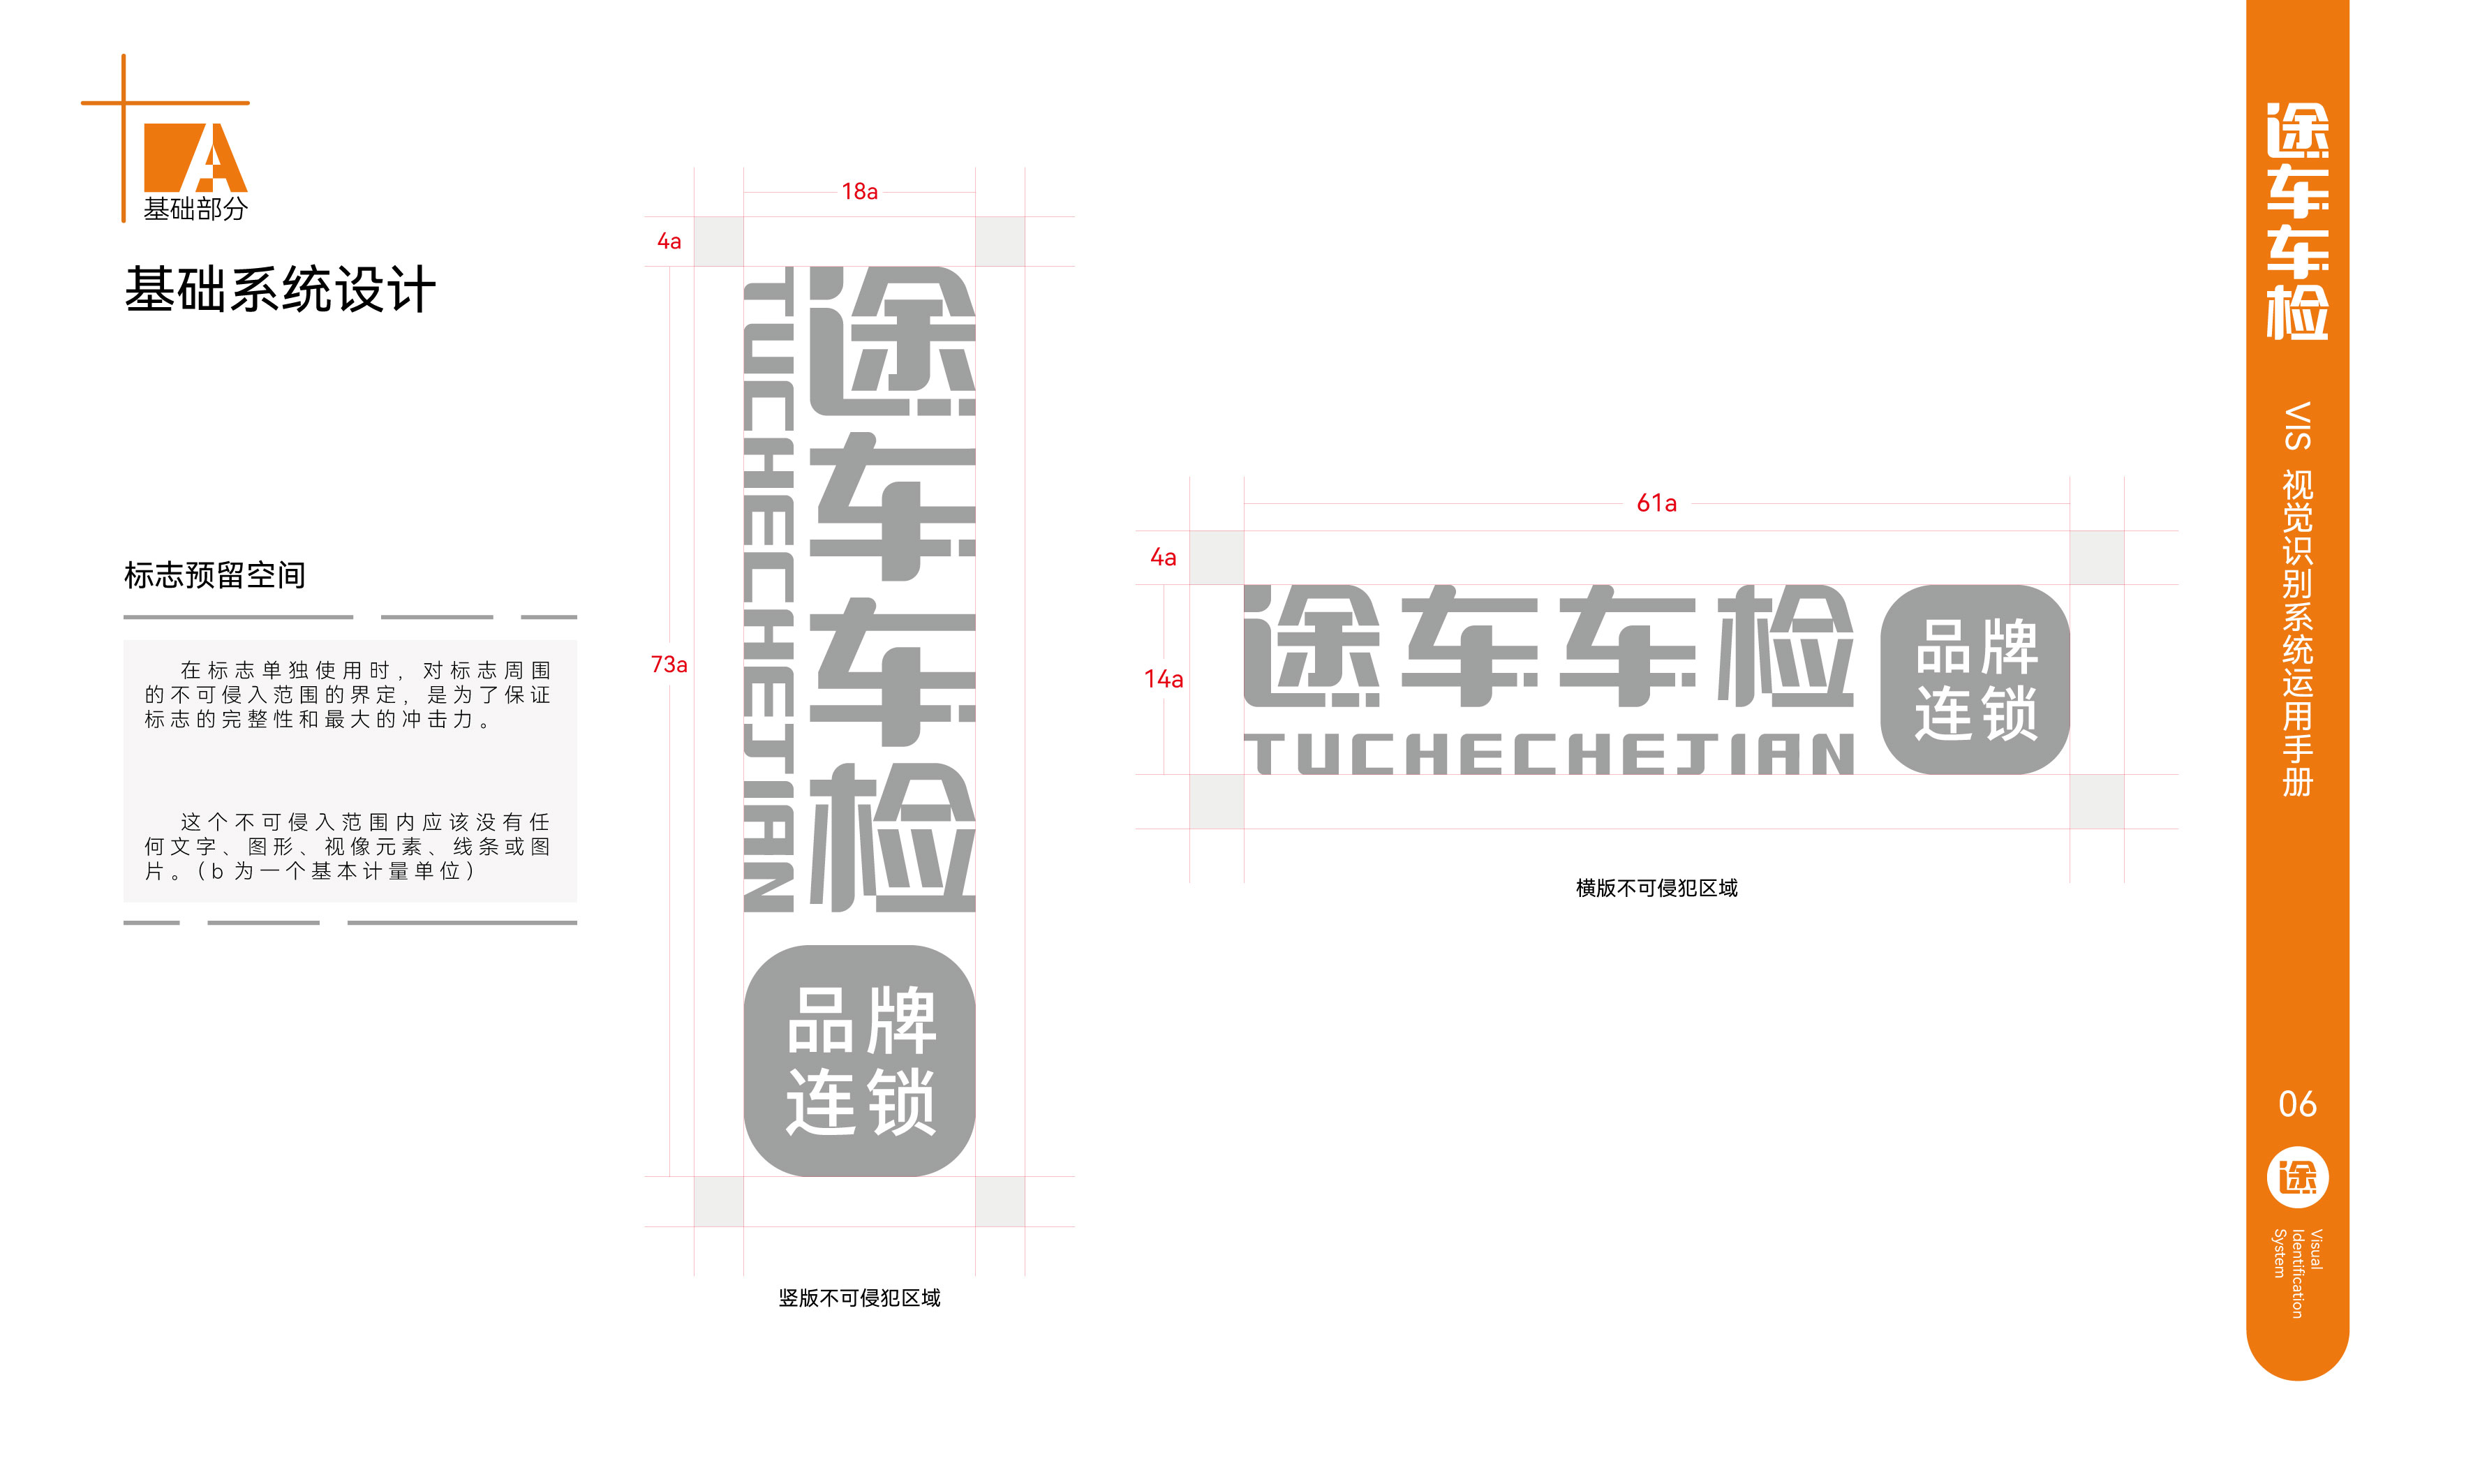 A
基础部分
基础系统设计
标志预留空间
在标志单独使用时，对标志周围
的不可侵入范围的界定，是为了保证
标志的完整性和最大的冲击力。
这个不可侵入范围内应该没有任
何文字、图形、视像元素、线条或图
片。（b 为一个基本计量单位）
18a
4a
73a
途车车检
TUCHECHEJIAN
品牌
连锁
竖版不可侵犯区域
61a
4a
14a
途车车检
TUCHECHEJIAN
品牌
连锁
横版不可侵犯区域
途车车检
VIS 视觉识别系统运用手册
06
途
Visual
Identification
System